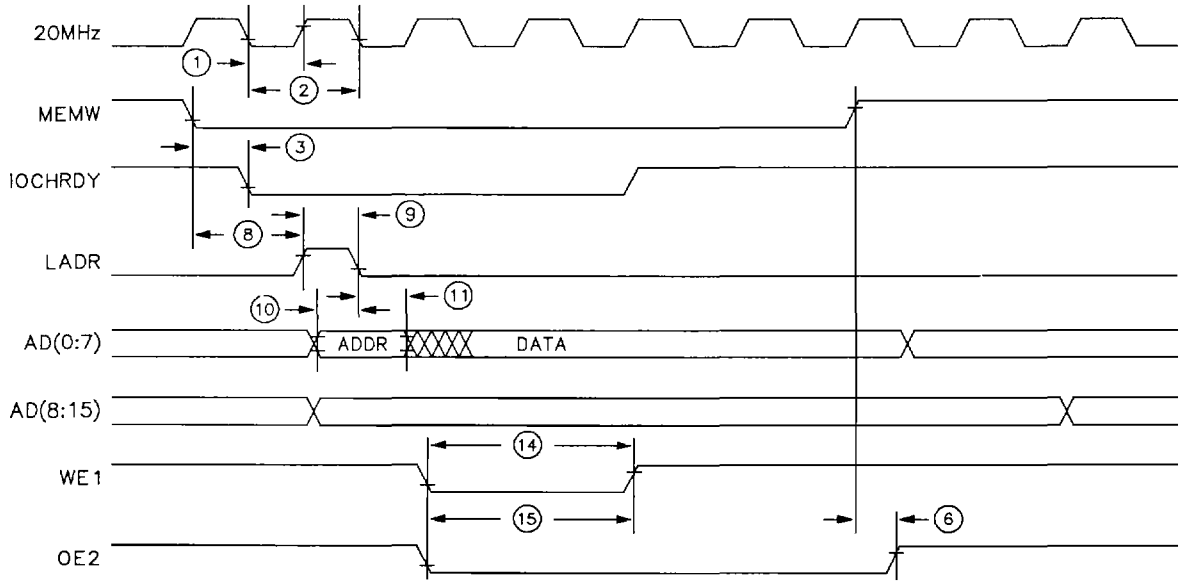 20MHz
1
2
MEMW
3
IOCHRDY
9
8
LADR
10
11
AD(0:7)
ADDR
DATA
AD(8:15)
14
WE1
15
6
OE2